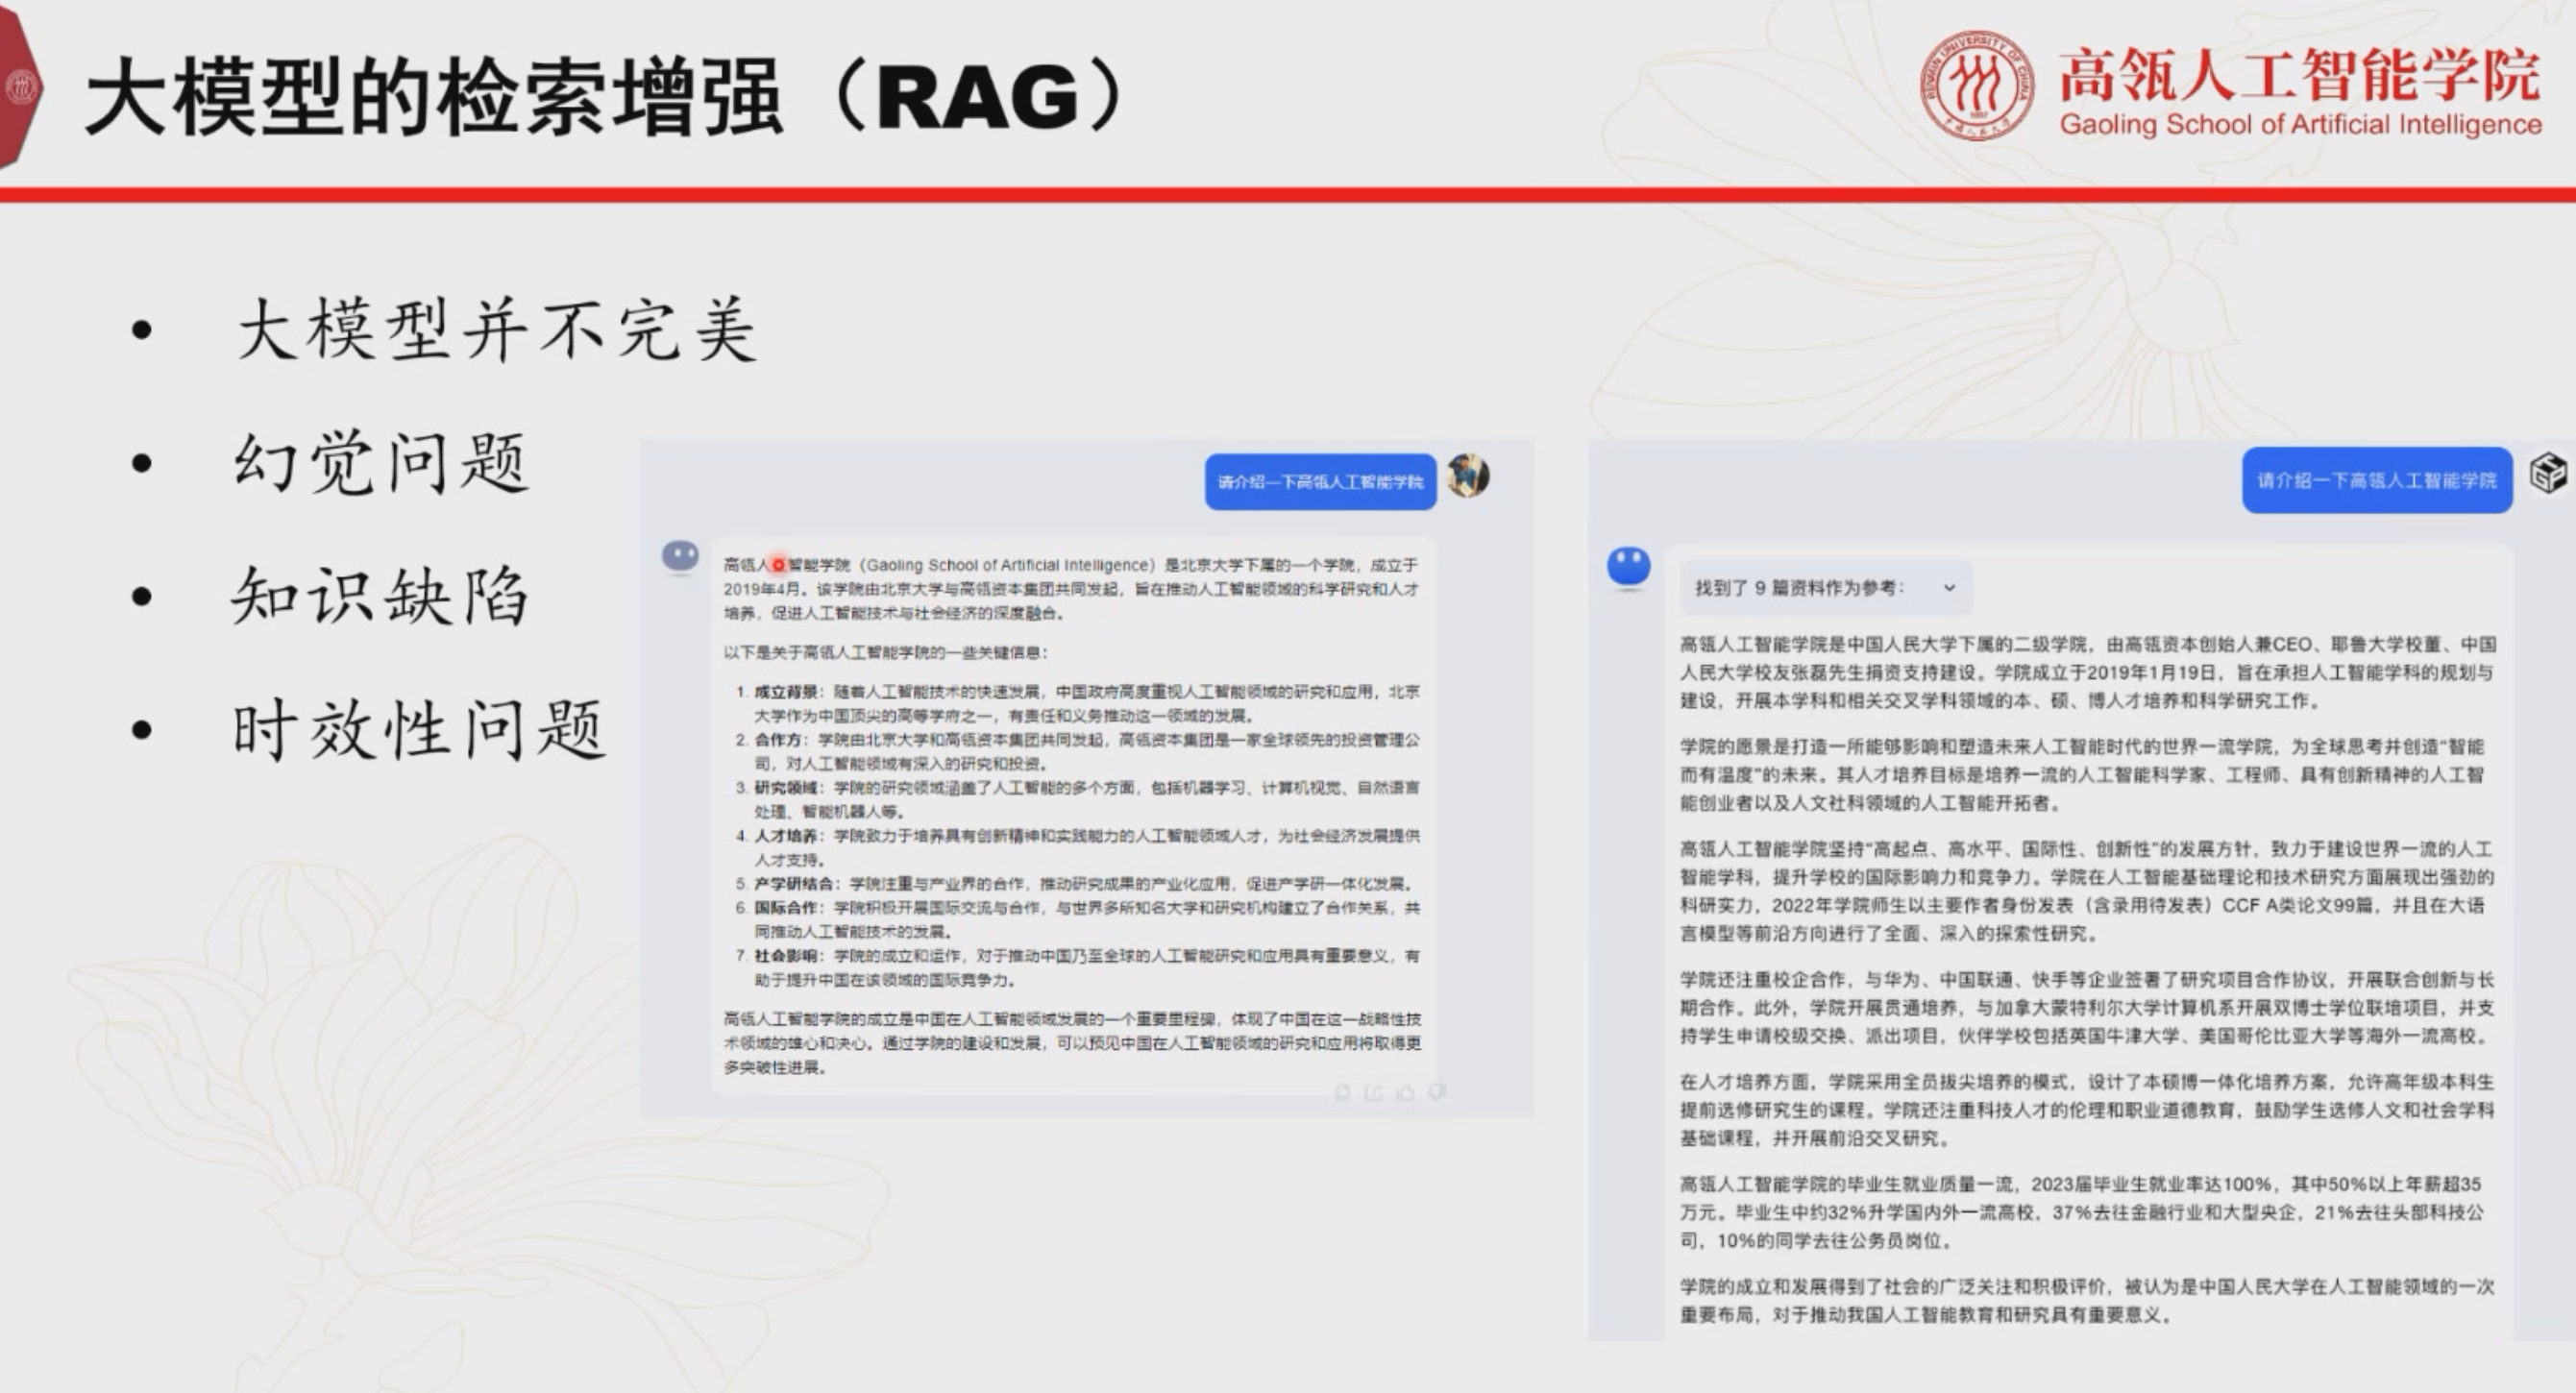 大模型的检索增强（RAG）
RENMIN UNIVERSITY OF CHINA
1937
中国人民大学
高瓴人工智能学院
Gaoling School of Artificial Intelligence
• 大模型并不完美
• 幻觉问题
• 知识缺陷
• 时效性问题
请介绍一下高瓴人工智能学院
高瓴人 智能学院（Gaoling School of Artificial Intelligence）是北京大学下属的一个学院，成立于
2019年4月。该学院由北京大学与高瓴资本集团共同发起，旨在推动人工智能领域的科学研究和人才
培养，促进人工智能技术与社会经济的深度融合。
以下是关于高瓴人工智能学院的一些关键信息：
1. 成立背景：随着人工智能技术的快速发展，中国政府高度重视人工智能领域的研究和应用，北京
大学作为中国顶尖的高等学府之一，有责任和义务推动这一领域的发展。
2. 合作方：学院由北京大学和高瓴资本集团共同发起，高瓴资本集团是一家全球领先的投资管理公
司，对人工智能领域有深入的研究和投资。
3. 研究领域：学院的研究领域涵盖了人工智能的多个方面，包括机器学习、计算机视觉、自然语言
处理、智能机器人等。
4. 人才培养：学院致力于培养具有创新精神和实践能力的人工智能领域人才，为社会经济发展提供
人才支持。
5. 产学研结合：学院注重与产业界的合作，推动研究成果的产业化应用，促进产学研一体化发展。
6. 国际合作：学院积极开展国际交流与合作，与世界多所知名大学和研究机构建立了合作关系，共
同推动人工智能技术的发展。
7. 社会影响：学院的成立和运作，对于推动中国乃至全球的人工智能研究和应用具有重要意义，有
助于提升中国在该领域的国际竞争力。
高瓴人工智能学院的成立是中国在人工智能领域发展的一个重要里程碑，体现了中国在这一战略性技
术领域的雄心和决心。通过学院的建设和发展，可以预见中国在人工智能领域的研究和应用将取得更
多突破性进展。
请介绍一下高瓴人工智能学院
找到了 9 篇资料作为参考：
高瓴人工智能学院是中国人民大学下属的二级学院，由高瓴资本创始人兼CEO、耶鲁大学校董、中国
人民大学校友张磊先生捐资支持建设。学院成立于2019年1月19日，旨在承担人工智能学科的规划与
建设，开展本学科和相关交叉学科领域的本、硕、博人才培养和科学研究工作。
学院的愿景是打造一所能够影响和塑造未来人工智能时代的世界一流学院，为全球思考并创造“智能
而有温度”的未来。其人才培养目标是培养一流的人工智能科学家、工程师、具有创新精神的人工智
能创业者以及人文社科领域的人工智能开拓者。
高瓴人工智能学院坚持“高起点、高水平、国际性、创新性”的发展方针，致力于建设世界一流的人工
智能学科，提升学校的国际影响力和竞争力。学院在人工智能基础理论和技术研究方面展现出强劲的
科研实力，2022年学院师生以主要作者身份发表（含录用待发表）CCF A类论文99篇，并且在大语
言模型等前沿方向进行了全面、深入的探索性研究。
学院还注重校企合作，与华为、中国联通、快手等企业签署了研究项目合作协议，开展联合创新与长
期合作。此外，学院开展贯通培养，与加拿大蒙特利尔大学计算机系开展双博士学位联培项目，并支
持学生申请校级交换、派出项目，伙伴学校包括英国牛津大学、美国哥伦比亚大学等海外一流高校。
在人才培养方面，学院采用全员拔尖培养的模式，设计了本硕博一体化培养方案，允许高年级本科生
提前选修研究生的课程。学院还注重科技人才的伦理和职业道德教育，鼓励学生选修人文和社会学科
基础课程，并开展前沿交叉研究。
高瓴人工智能学院的毕业生就业质量一流，2023届毕业生就业率达100%，其中50%以上年薪超35
万元。毕业生中约32%升学国内外一流高校，37%去往金融行业和大型央企，21%去往头部科技公
司，10%的同学去往公务员岗位。
学院的成立和发展得到了社会的广泛关注和积极评价，被认为是中国人民大学在人工智能领域的一次
重要布局，对于推动我国人工智能教育和研究具有重要意义。